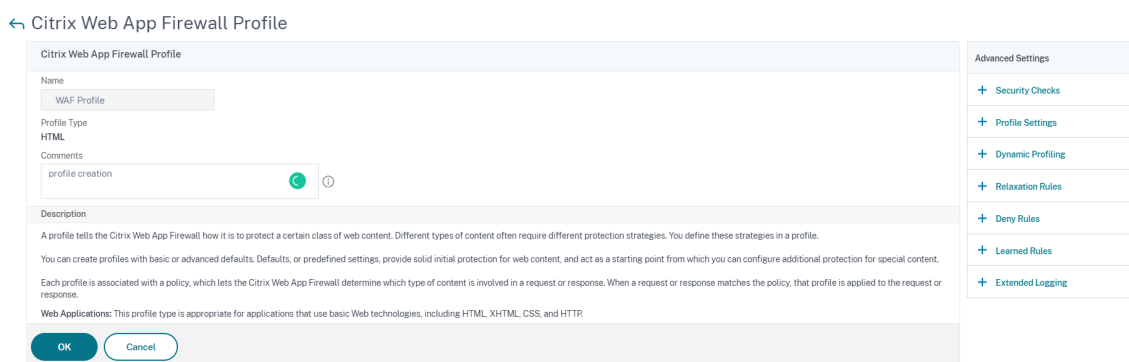 Citrix Web App Firewall Profile
Citrix Web App Firewall Profile
Name
WAF Profile
Profile Type
HTML
Comments
profile creation
Description
A profile tells the Citrix Web App Firewall how it is to protect a certain class of web content. Different types of content often require different protection strategies. You define these strategies in a profile.
You can create profiles with basic or advanced defaults. Defaults, or predefined settings, provide solid initial protection for web content, and act as a starting point from which you can configure additional protection for special content.
Each profile is associated with a policy, which lets the Citrix Web App Firewall determine which type of content is involved in a request or response. When a request or response matches the policy, that profile is applied to the request or
response.
Web Applications: This profile type is appropriate for applications that use basic Web technologies, including HTML, XHTML, CSS, and HTTP.
OK
Cancel
Advanced Settings
+ Security Checks
+ Profile Settings
+ Dynamic Profiling
+ Relaxation Rules
+ Deny Rules
+ Learned Rules
+ Extended Logging